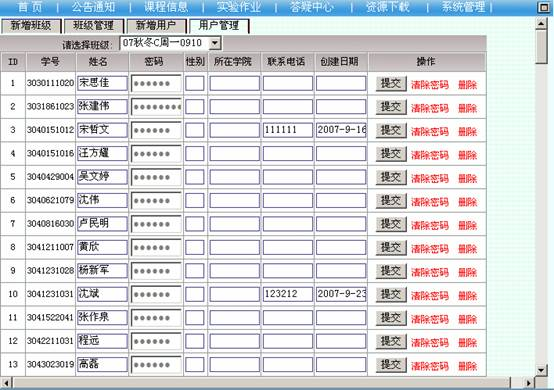 首 页 | 公告通知 | 课程信息 | 实验作业 | 答疑中心 | 资源下载 | 系统管理 |
新增班级 班级管理 新增用户 用户管理
请选择班级: 07秋冬C周一0910
ID 学号 姓名 密码 性别 所在学院 联系电话 创建日期 操作
1 3030111020 宋思佳 ●●●●●● 提交 清除密码 删除
2 3031861023 张建伟 ●●●●●●●● 提交 清除密码 删除
3 3040151012 宋哲文 ●●●●●● 111111 2007-9-16 提交 清除密码 删除
4 3040151016 汪方耀 ●●●●●● 提交 清除密码 删除
5 3040429004 吴文婷 ●●●●●● 提交 清除密码 删除
6 3040621079 沈伟 ●●●●●● 提交 清除密码 删除
7 3040816030 卢民明 ●●●●●● 提交 清除密码 删除
8 3041211007 黄欣 ●●●●●● 提交 清除密码 删除
9 3041231028 杨新军 ●●●●●● 提交 清除密码 删除
10 3041231031 沈斌 ●●●●●● 123212 2007-9-23 提交 清除密码 删除
11 3041522041 张作泉 ●●●●●● 提交 清除密码 删除
12 3042211031 程远 ●●●●●● 提交 清除密码 删除
13 3043023019 高磊 ●●●●●● 提交 清除密码 删除